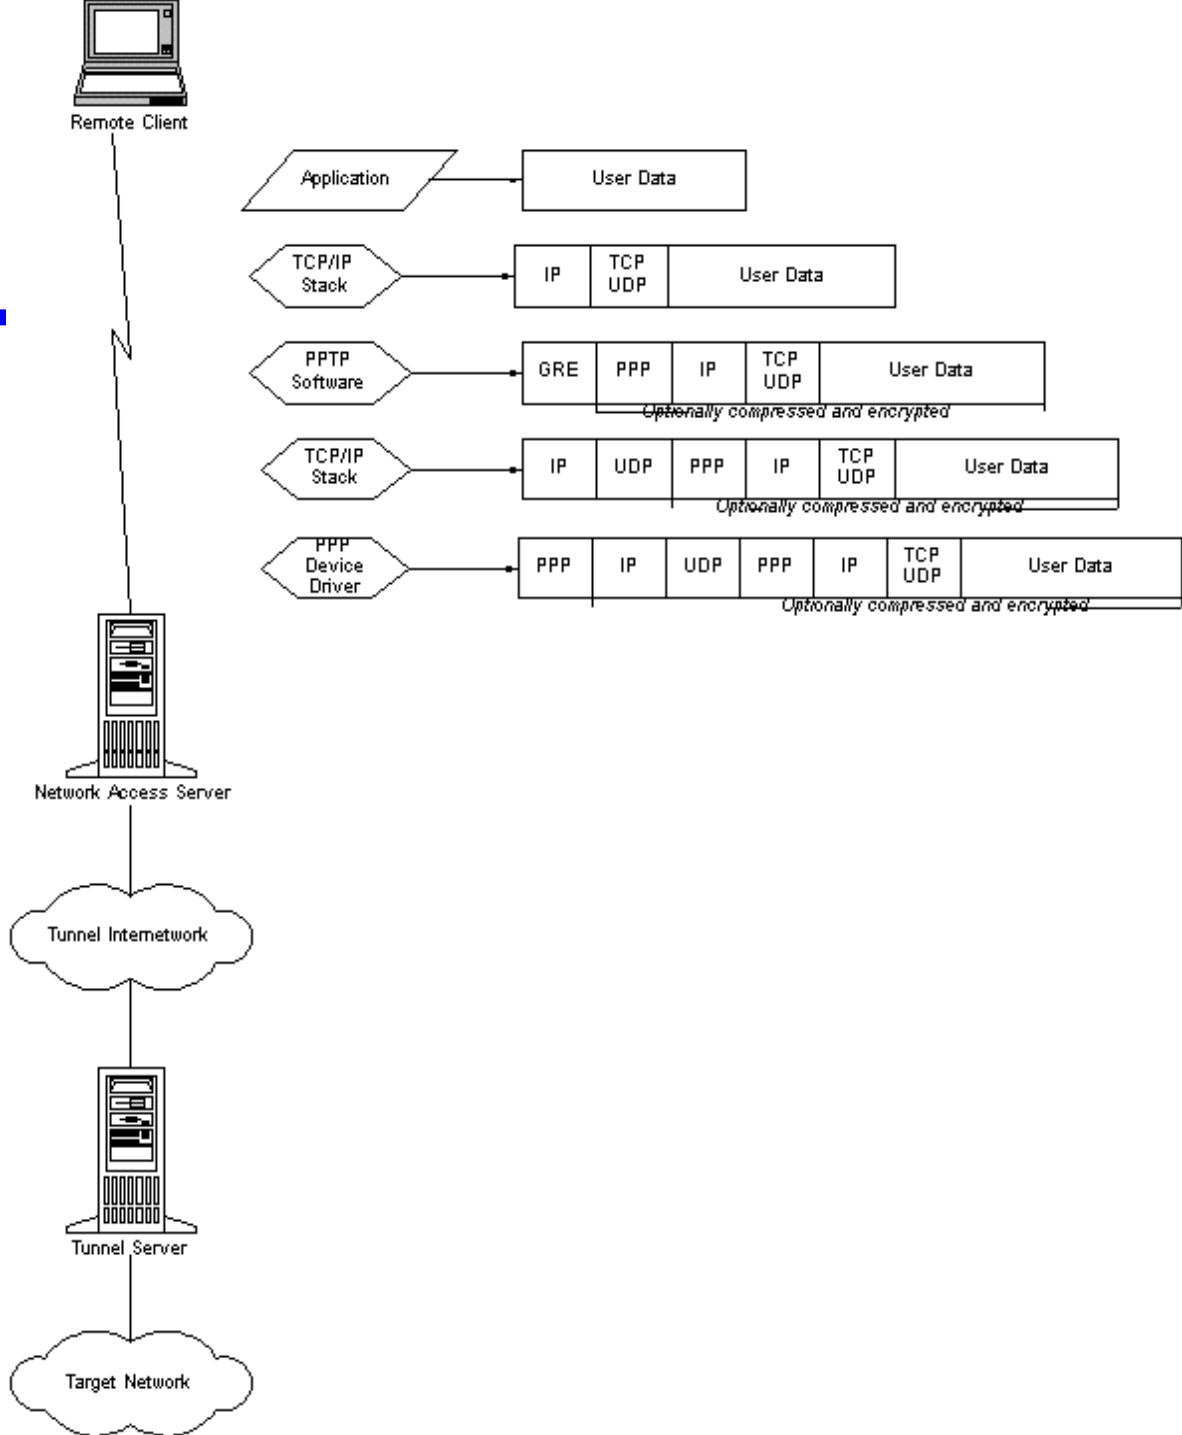 Remote Client
Application
User Data
TCP/IP
Stack
IP
TCP
UDP
User Data
PPTP
Software
GRE
PPP
IP
TCP
UDP
User Data
Optionally compressed and encrypted
TCP/IP
Stack
IP
UDP
PPP
IP
TCP
UDP
User Data
Optionally compressed and encrypted
PPP
Device
Driver
PPP
IP
UDP
PPP
IP
TCP
UDP
User Data
Optionally compressed and encrypted
Network Access Server
Tunnel Internetwork
Tunnel Server
Target Network